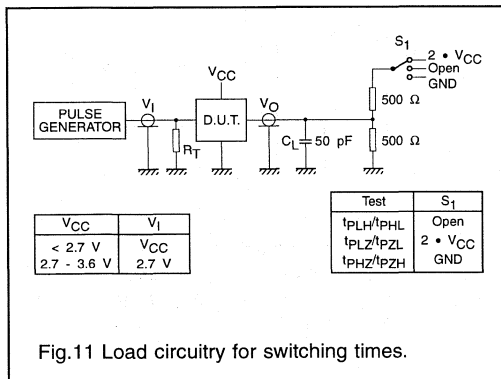 S1
2 • VCC
Open
GND
VCC
500 Ω
PULSE GENERATOR
VI
D.U.T.
VO
RT
CL
50 pF
500 Ω
VCC VI
< 2.7 V VCC
2.7 - 3.6 V 2.7 V
Test S1
tPLH/tPHL Open
tPLZ/tPZL 2 • VCC
tPHZ/tPZH GND
Fig.11 Load circuitry for switching times.